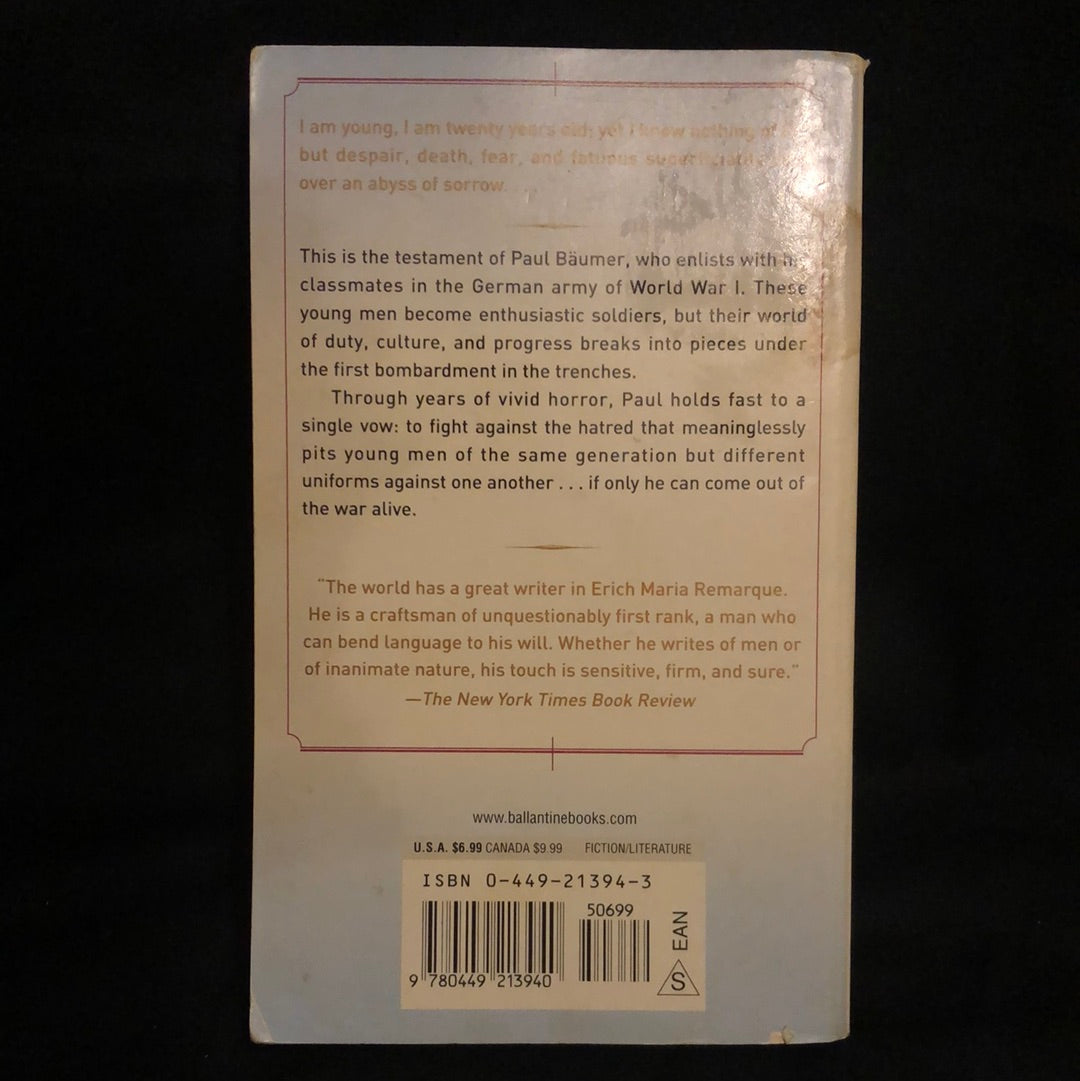 I am young, I am twenty years old; yet I know nothing of
but despair, death, fear, and fatuous superficiality
over an abyss of sorrow.
This is the testament of Paul Bäumer, who enlists with his
classmates in the German army of World War I. These
young men become enthusiastic soldiers, but their world
of duty, culture, and progress breaks into pieces under
the first bombardment in the trenches.
Through years of vivid horror, Paul holds fast to a
single vow: to fight against the hatred that meaninglessly
pits young men of the same generation but different
uniforms against one another . . . if only he can come out of
the war alive.
"The world has a great writer in Erich Maria Remarque.
He is a craftsman of unquestionably first rank, a man who
can bend language to his will. Whether he writes of men or
of inanimate nature, his touch is sensitive, firm, and sure."
—The New York Times Book Review
www.ballantinebooks.com
U.S.A. $6.99 CANADA $9.99 FICTION/LITERATURE
ISBN 0-449-21394-3
50699
9 780449 213940
EAN
S